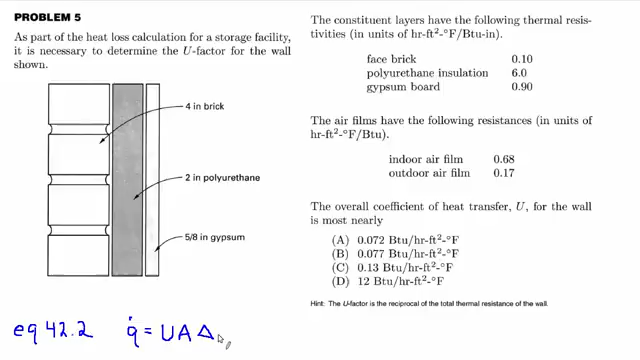 PROBLEM 5
As part of the heat loss calculation for a storage facility,
it is necessary to determine the U-factor for the wall
shown.
4 in brick
2 in polyurethane
5/8 in gypsum
The constituent layers have the following thermal resis-
tivities (in units of hr-ft²-°F/Btu-in).
face brick 0.10
polyurethane insulation 6.0
gypsum board 0.90
The air films have the following resistances (in units of
hr-ft²-°F/Btu).
indoor air film 0.68
outdoor air film 0.17
The overall coefficient of heat transfer, U, for the wall
is most nearly
(A) 0.072 Btu/hr-ft²-°F
(B) 0.077 Btu/hr-ft²-°F
(C) 0.13 Btu/hr-ft²-°F
(D) 12 Btu/hr-ft²-°F
Hint: The U-factor is the reciprocal of the total thermal resistance of the wall.
eq 42.2 q̇ = UAΔ